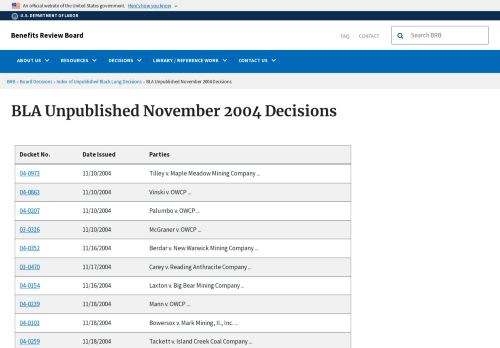 An official website of the United States government. Here's how you know
U.S. DEPARTMENT OF LABOR
Benefits Review Board
FAQ CONTACT
Search BRB
ABOUT US RESOURCES DECISIONS LIBRARY / REFERENCE WORK CONTACT US
BRB » Board Decisions » Index of Unpublished Black Lung Decisions » BLA Unpublished November 2004 Decisions
BLA Unpublished November 2004 Decisions
Docket No. Date Issued Parties
04-0973 11/10/2004 Tilley v. Maple Meadow Mining Company ...
04-0863 11/10/2004 Vinski v. OWCP ...
04-0207 11/10/2004 Palumbo v. OWCP ...
03-0316 11/10/2004 McGraner v. OWCP ...
04-0352 11/16/2004 Berdar v. New Warwick Mining Company ...
03-0470 11/17/2004 Carey v. Reading Anthracite Company ...
04-0154 11/16/2004 Laxton v. Big Bear Mining Company ...
04-0239 11/18/2004 Mann v. OWCP ...
04-0103 11/18/2004 Bowersox v. Mark Mining, II., Inc. ...
04-0259 11/18/2004 Tackett v. Island Creek Coal Company ...